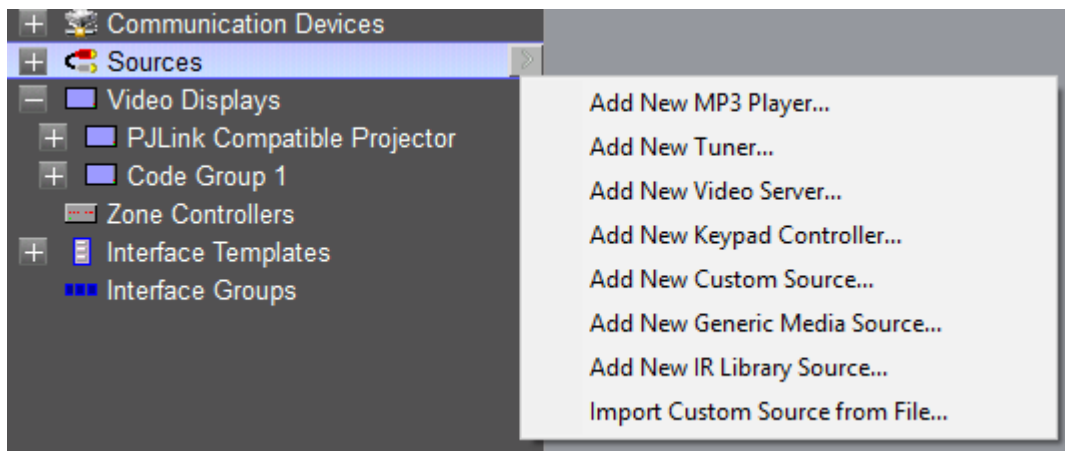 Communication Devices
Sources
Video Displays
PJLink Compatible Projector
Code Group 1
Zone Controllers
Interface Templates
Interface Groups
Add New MP3 Player...
Add New Tuner...
Add New Video Server...
Add New Keypad Controller...
Add New Custom Source...
Add New Generic Media Source...
Add New IR Library Source...
Import Custom Source from File...